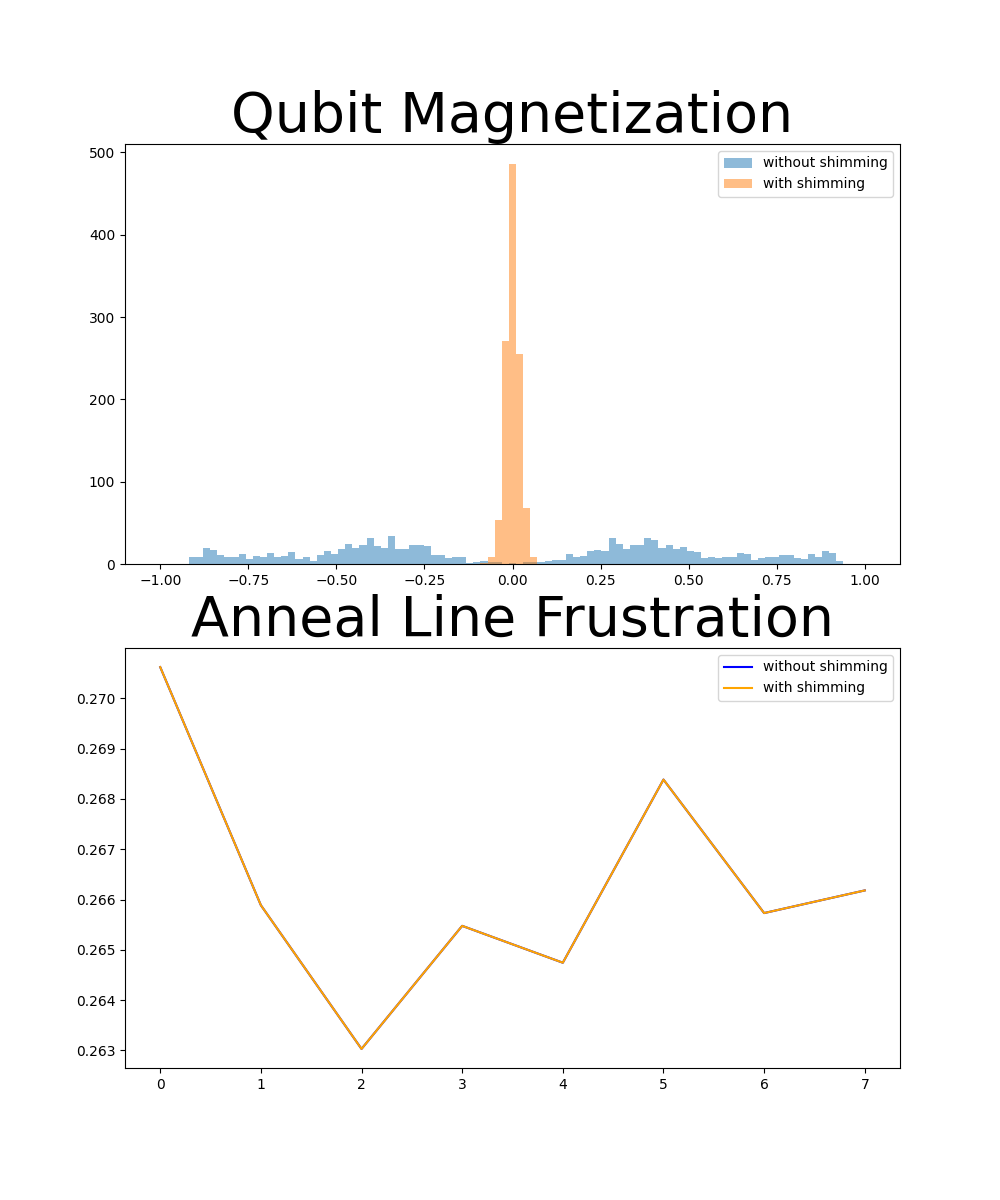 Qubit Magnetization
500
400
300
200
100
0
without shimming
with shimming
−1.00 −0.75 −0.50 −0.25 0.00 0.25 0.50 0.75 1.00
Anneal Line Frustration
0.270
0.269
0.268
0.267
0.266
0.265
0.264
0.263
without shimming
with shimming
0 1 2 3 4 5 6 7